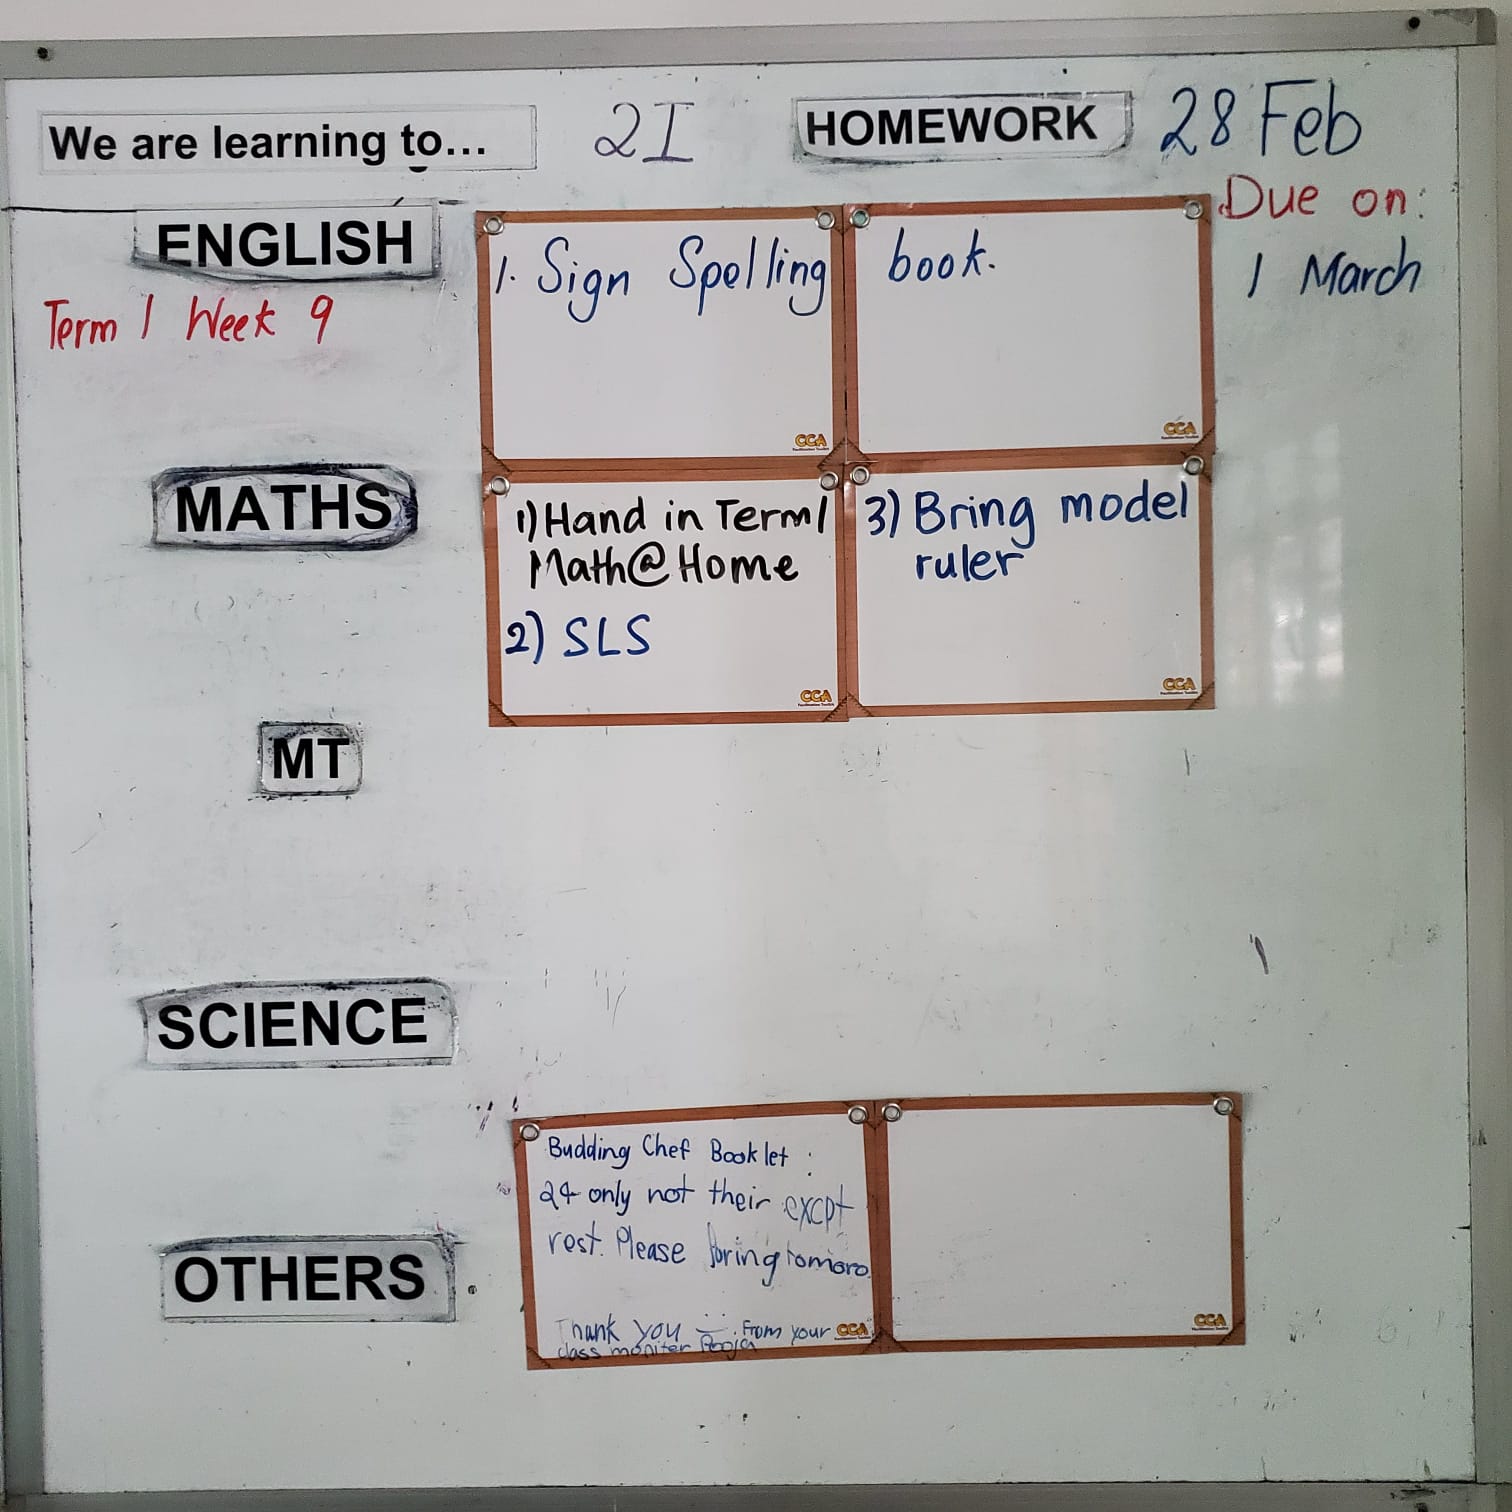 We are learning to...
2I
HOMEWORK
28 Feb
Due on:
ENGLISH
1. Sign Spelling book.
1 March
Term 1 Week 9
CCA
CCA
MATHS
1) Hand in Term 1
Math@Home
2) SLS
3) Bring model
ruler
CCA
CCA
MT
SCIENCE
OTHERS
Budding Chef Booklet :
only not their excpt
rest. Please bring tomoro
Thank you From your
class moniter Pooja
CCA
CCA